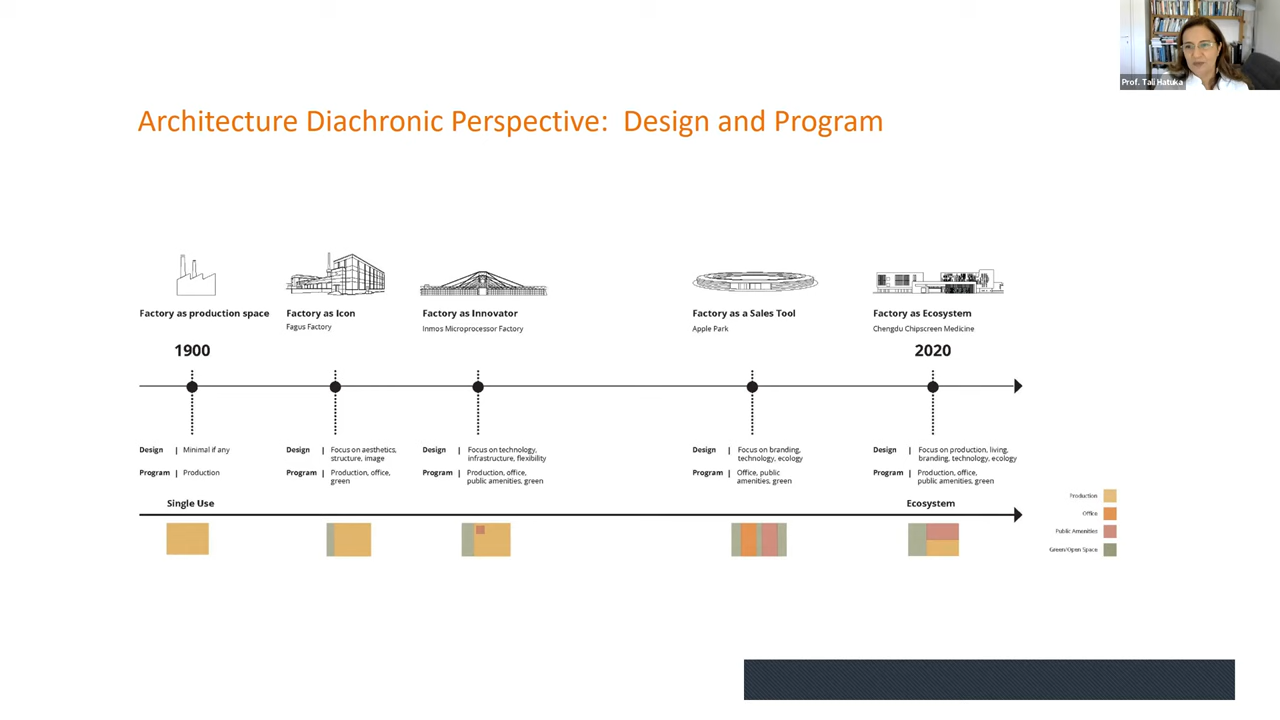 Prof. Tali Hatuka
Architecture Diachronic Perspective:  Design and Program
Factory as production space
1900
Factory as Icon
Fagus Factory
Factory as Innovator
Inmos Microprocessor Factory
Factory as a Sales Tool
Apple Park
Factory as Ecosystem
Chengdu Chipscreen Medicine
2020
Design | Minimal if any
Program | Production
Design | Focus on aesthetics,
structure, image
Program | Production, office,
green
Design | Focus on technology,
infrastructure, flexibility
Program | Production, office,
public amenities, green
Design | Focus on branding,
technology, ecology
Program | Office, public
amenities, green
Design | Focus on production, living,
branding, technology, ecology
Program | Production, office,
public amenities, green
Single Use
Ecosystem
Production
Office
Public Amenities
Green/Open Space